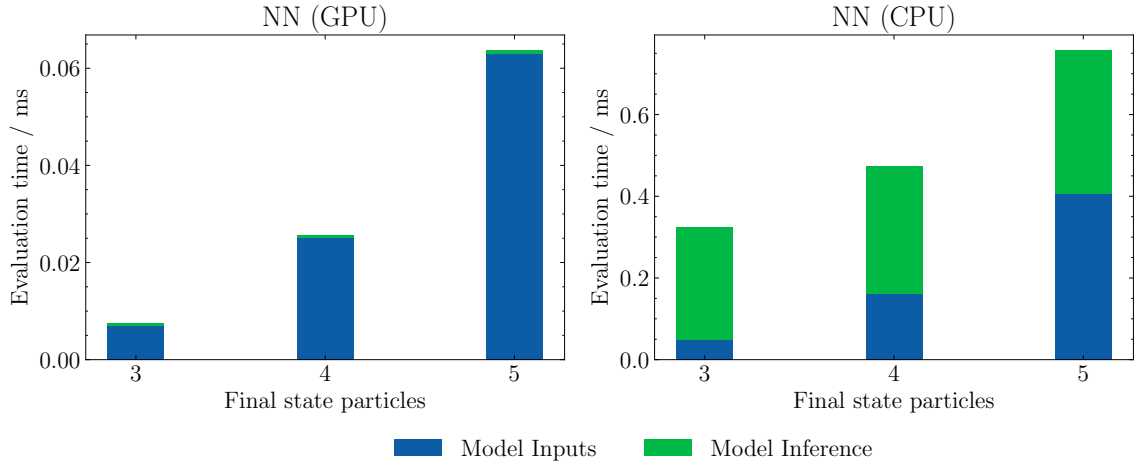 NN (GPU)
Evaluation time / ms
0.06
0.04
0.02
0.00
3 4 5
Final state particles
NN (CPU)
Evaluation time / ms
0.6
0.4
0.2
0.0
3 4 5
Final state particles
Model Inputs Model Inference